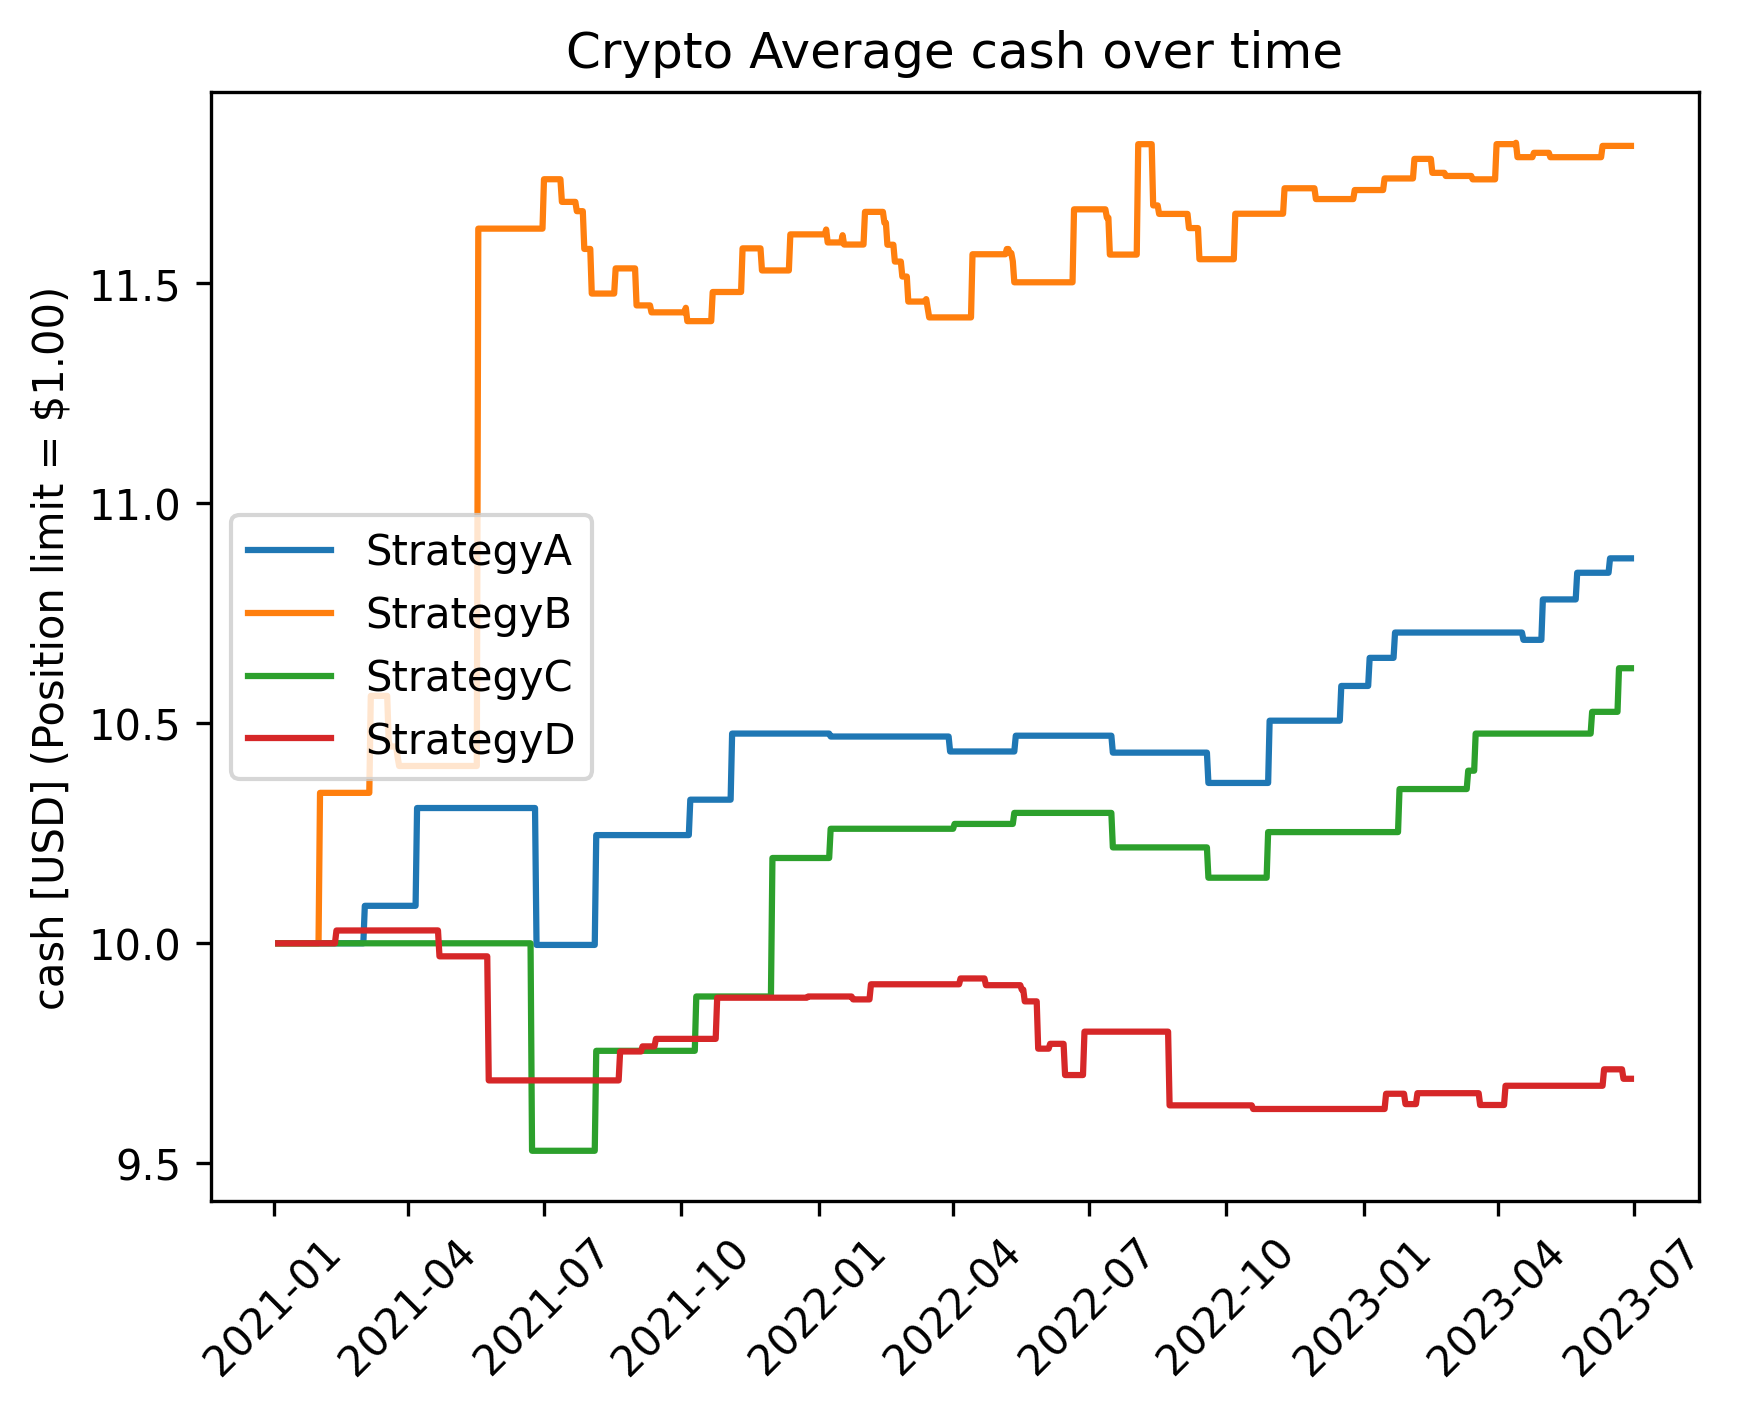 Crypto Average cash over time
cash [USD] (Position limit = $1.00)
11.5
11.0
10.5
10.0
9.5
StrategyA
StrategyB
StrategyC
StrategyD
2021-01
2021-04
2021-07
2021-10
2022-01
2022-04
2022-07
2022-10
2023-01
2023-04
2023-07